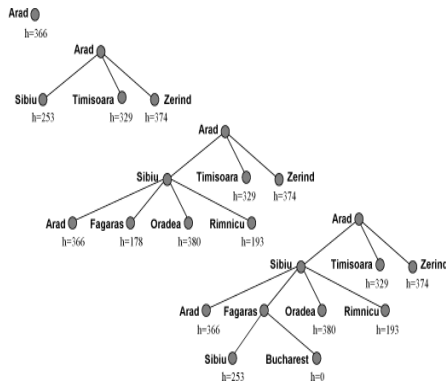 Arad
h=366
Arad
Sibiu Timisoara Zerind
h=253 h=329 h=374
Arad
Sibiu Timisoara Zerind
h=329 h=374
Arad Fagaras Oradea Rimnicu
h=366 h=178 h=380 h=193
Arad
Sibiu Timisoara Zerind
h=329 h=374
Arad Fagaras Oradea Rimnicu
h=366 h=380 h=193
Sibiu Bucharest
h=253 h=0